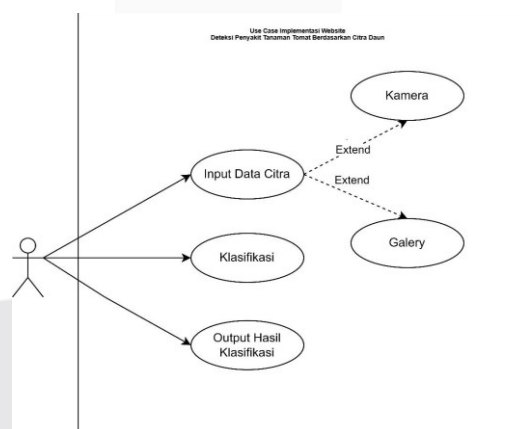 Use Case Implementasi Website
Deteksi Penyakit Tanaman Tomat Berdasarkan Citra Daun
Kamera
Extend
Input Data Citra
Extend
Galery
Klasifikasi
Output Hasil
Klasifikasi